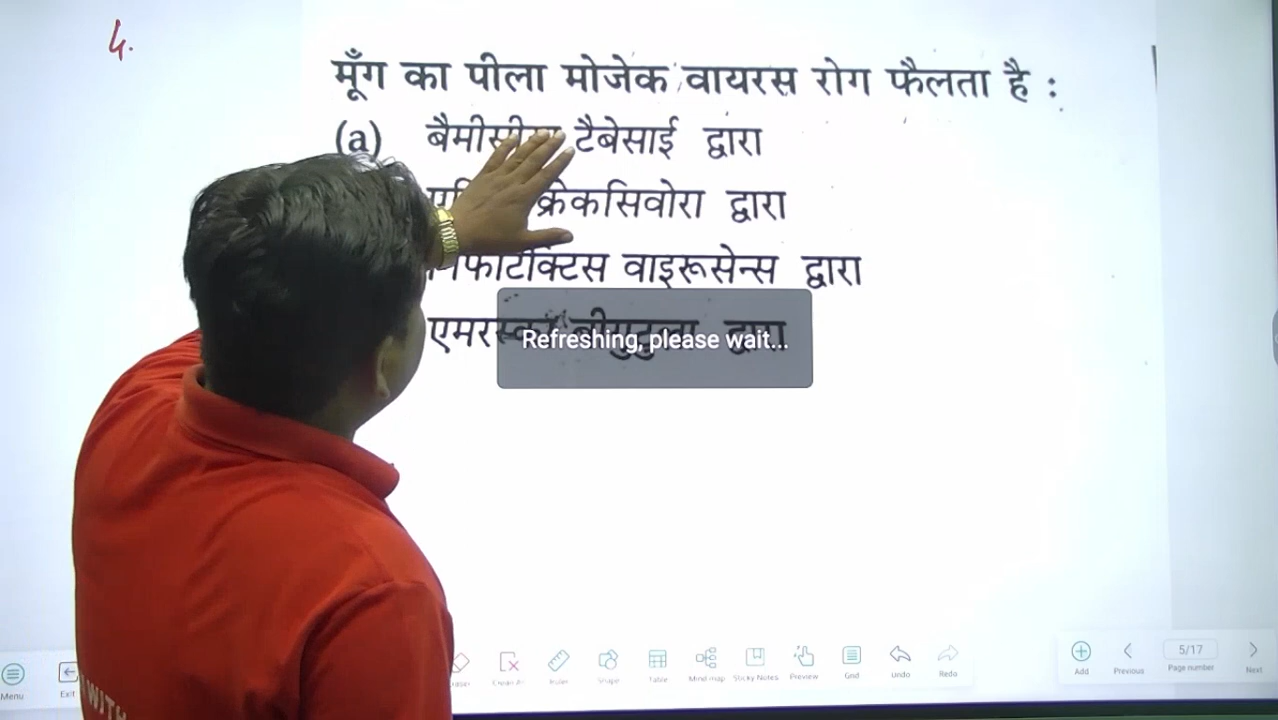 4.
मूँग का पीला मोजेक वायरस रोग फैलता है :
(a) टैबेसाई द्वारा
क्रेकसिवोरा द्वारा
वाइरूसेन्स द्वारा
द्वारा
Refreshing, please wait...
Menu Exit Ruler Shape Table Mind map Sticky Notes Preview Grid Undo Redo Add Previous 5/17 Page number Next
WITH